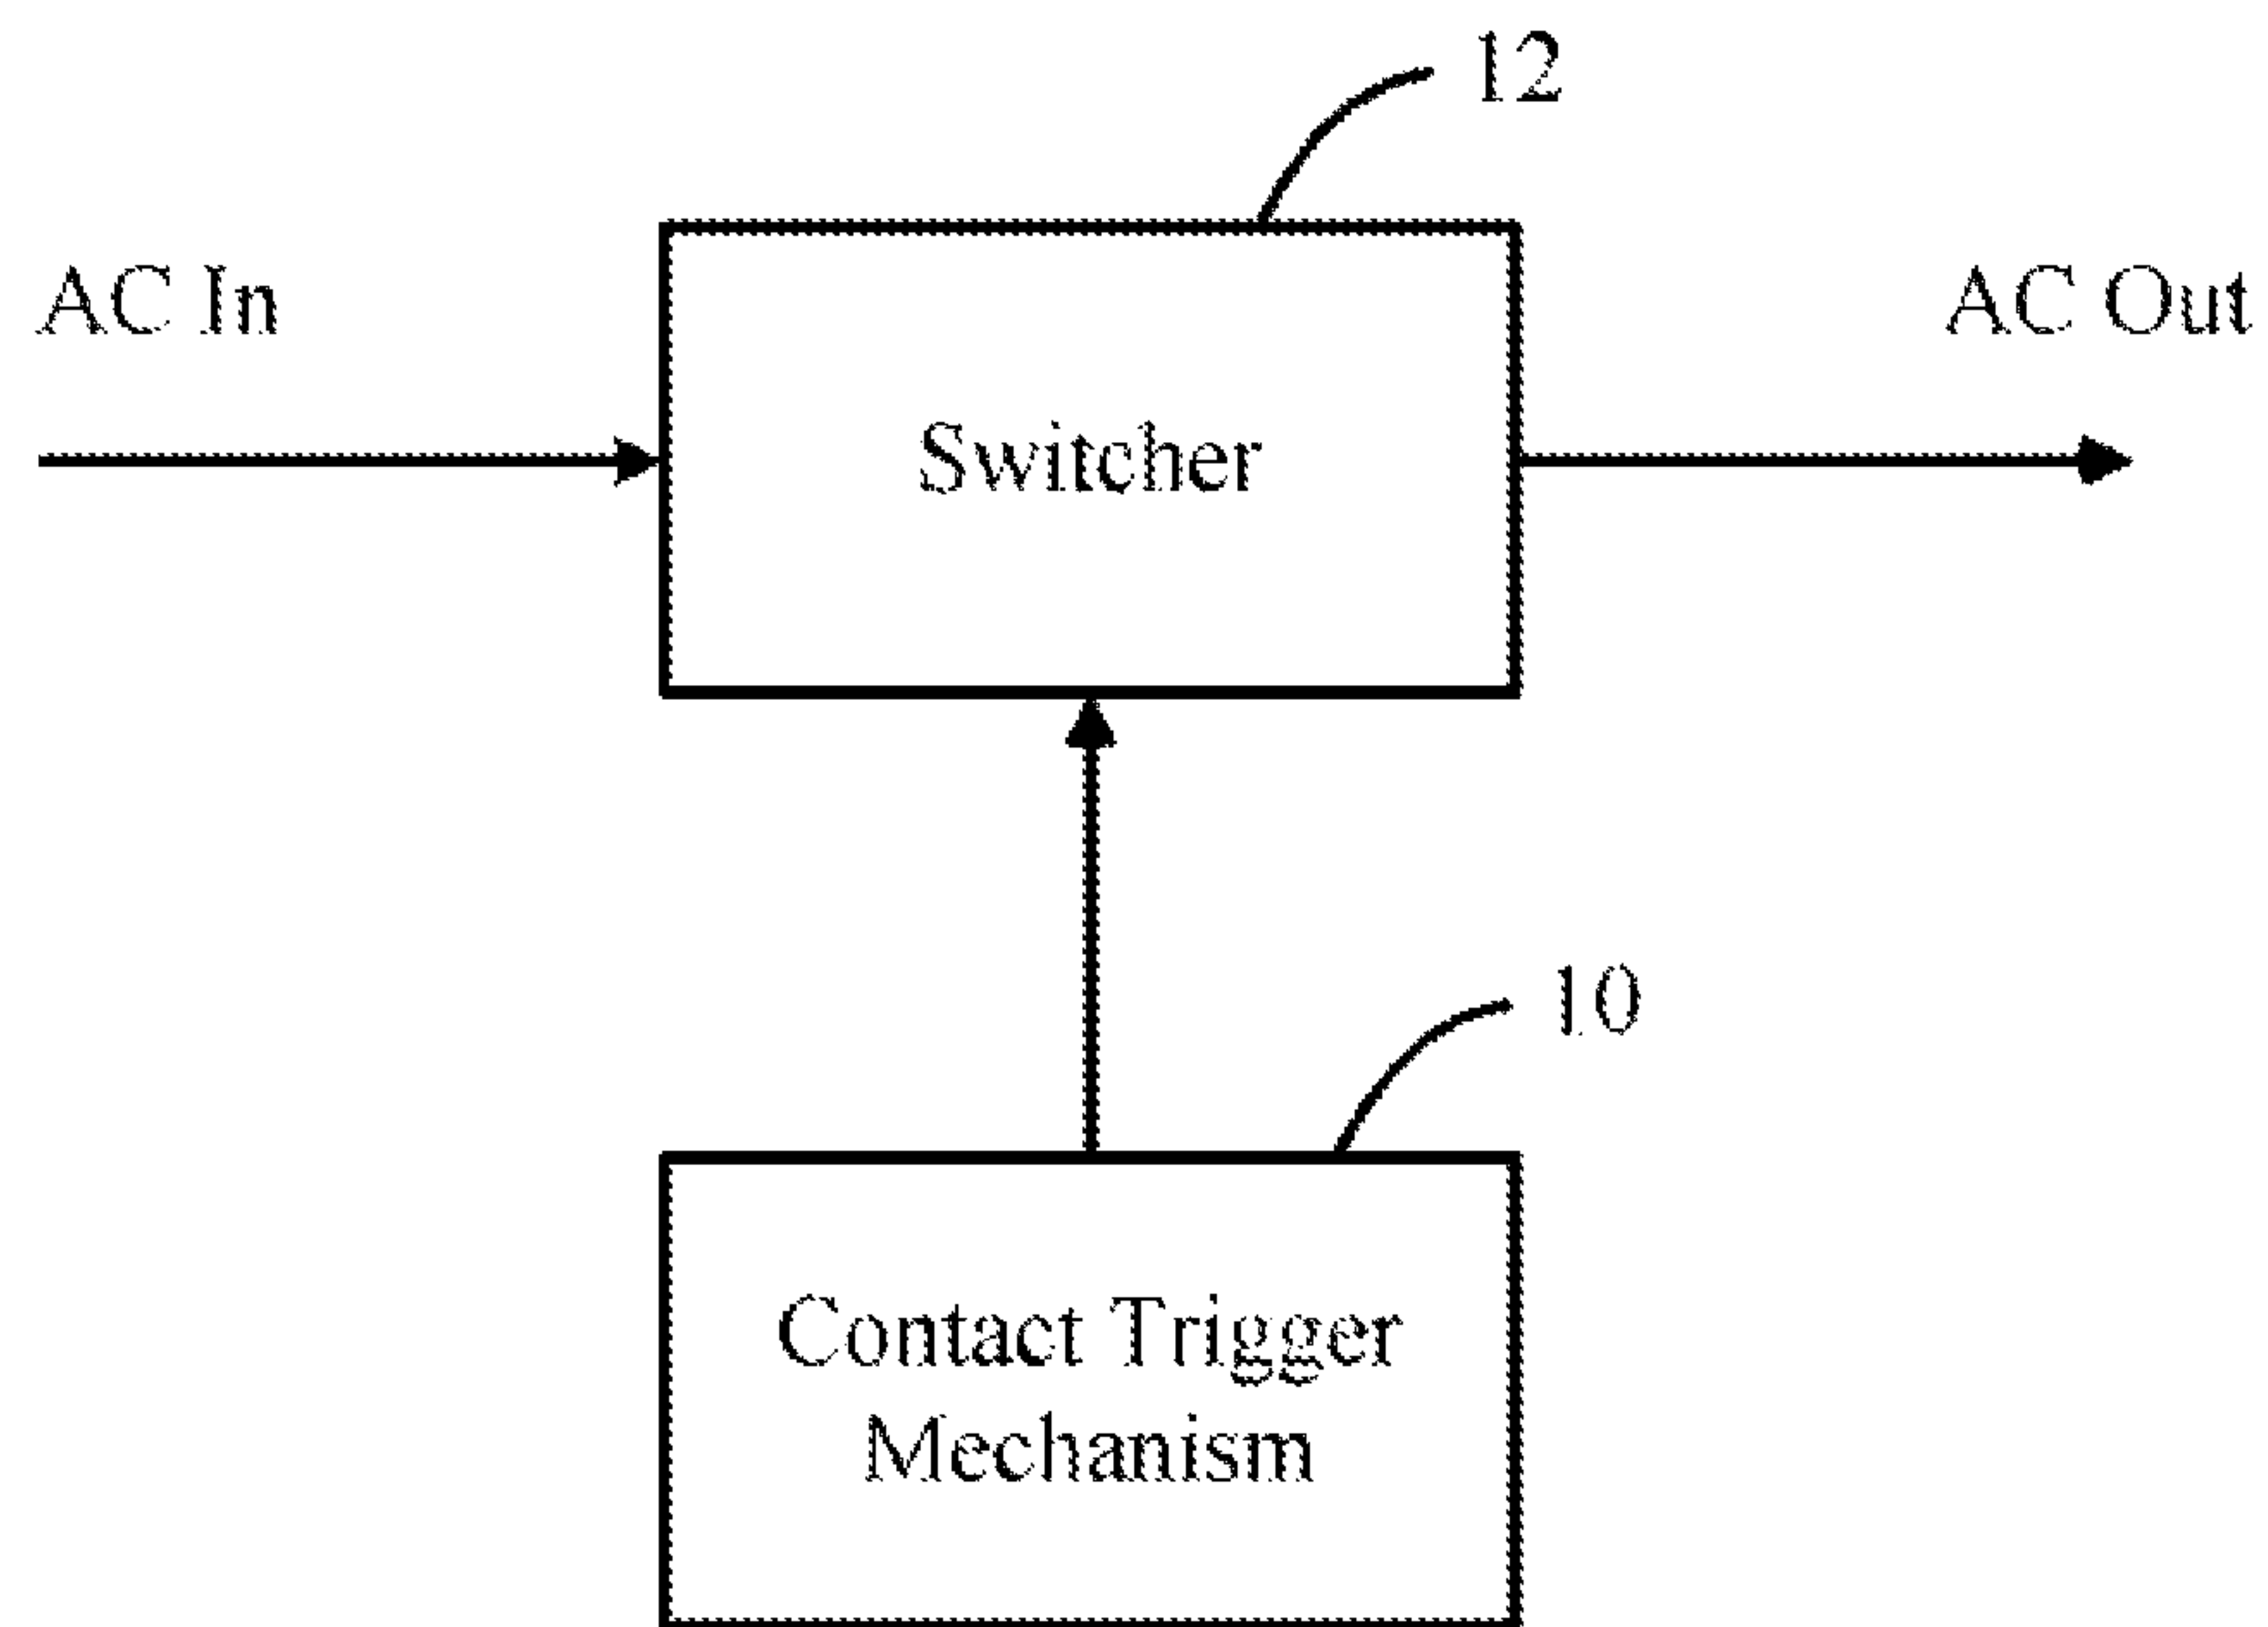 12
AC In
AC Out
Switcher
10
Contact Trigger
Mechanism